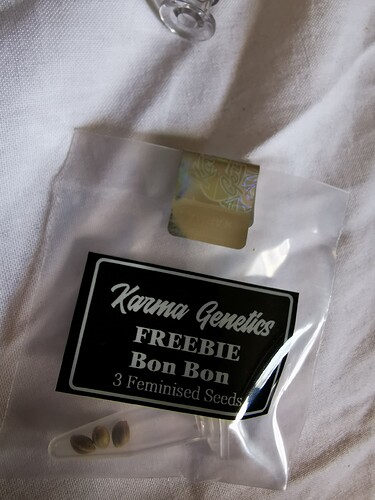 Karma Genetics
FREEBIE
Bon Bon
3 Feminised Seeds